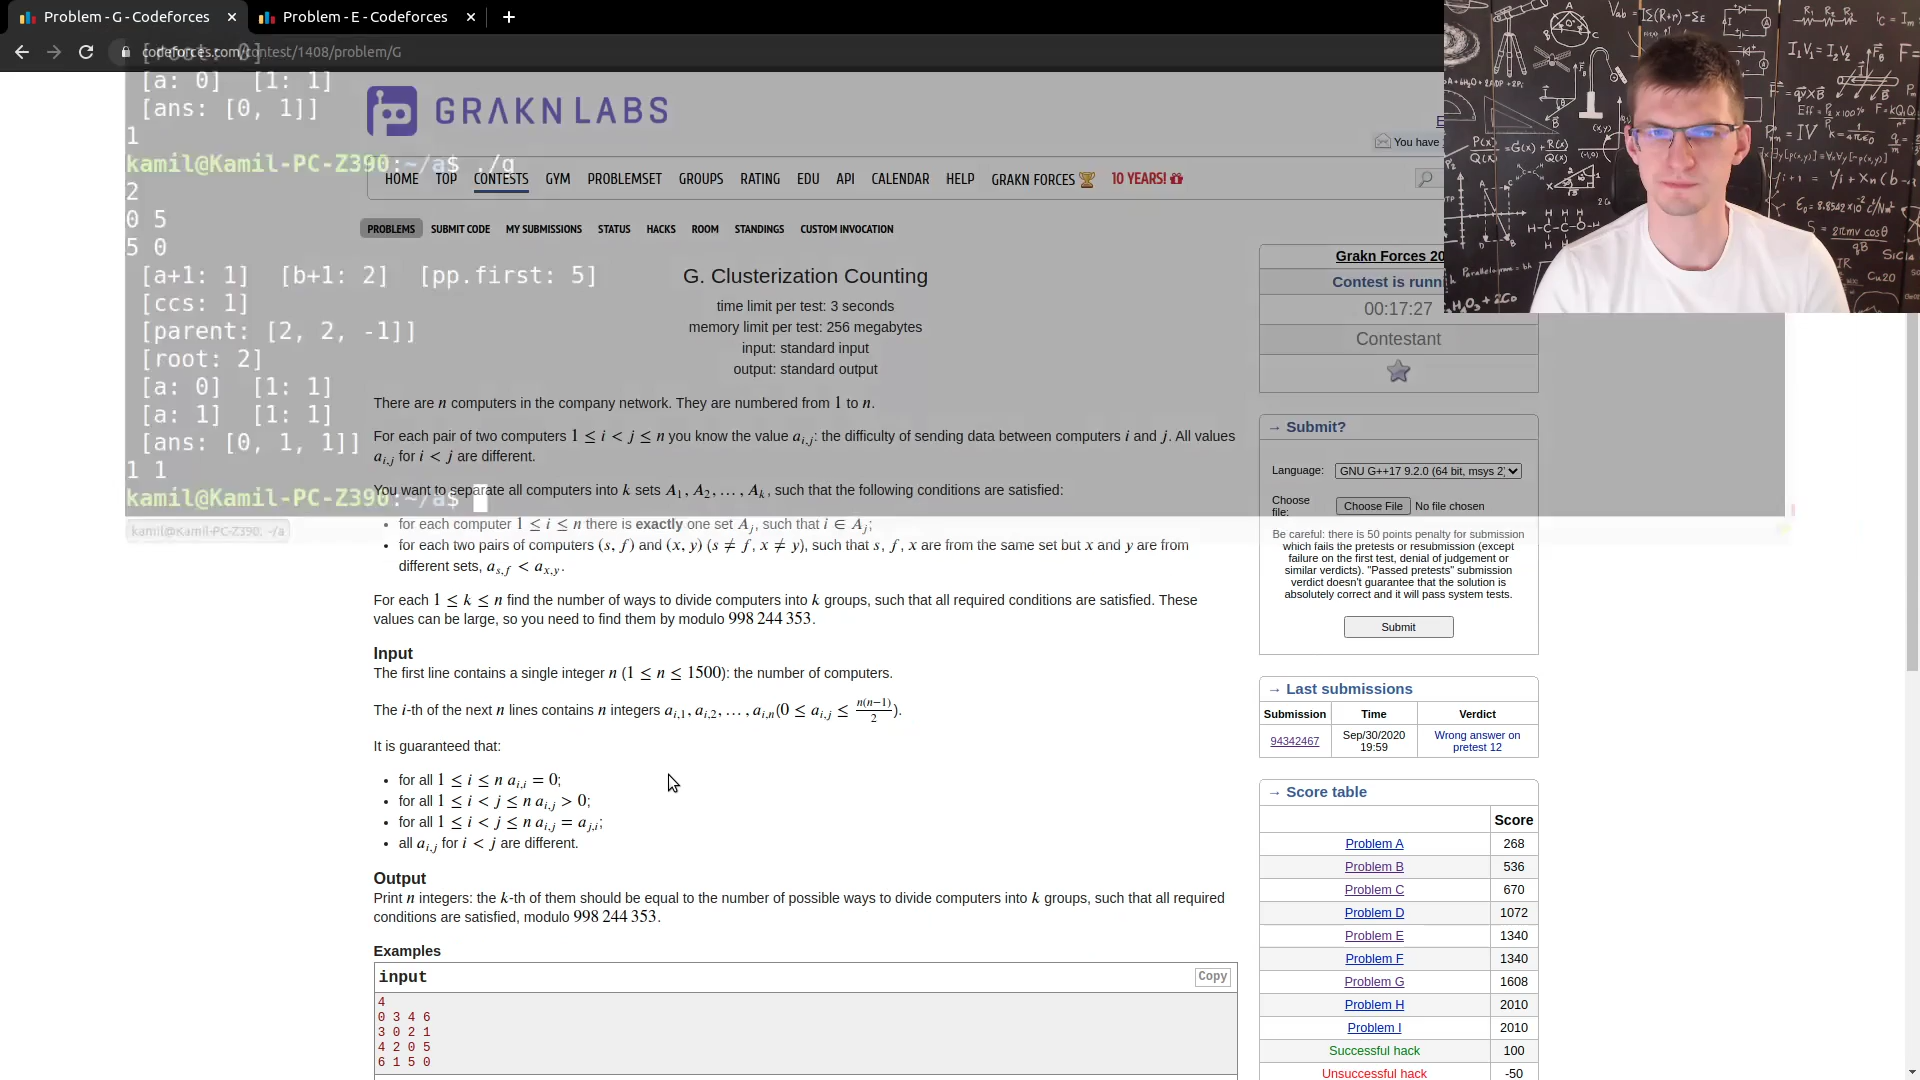 Problem - G - Codeforces
Problem - E - Codeforces
codeforces.com/contest/1408/problem/G
[root: 0]
[a: 0] [1: 1]
[ans: [0, 1]]
1
kamil@Kamil-PC-Z390:~/a$ ./g
2
0 5
5 0
[a+1: 1] [b+1: 2] [pp.first: 5]
[ccs: 1]
[parent: [2, 2, -1]]
[root: 2]
[a: 0] [1: 1]
[a: 1] [1: 1]
[ans: [0, 1, 1]]
1 1
kamil@Kamil-PC-Z390:~/a$
kamil@Kamil-PC-Z390: ~/a
GRAKN LABS
You have
HOME TOP CONTESTS GYM PROBLEMSET GROUPS RATING EDU API CALENDAR HELP GRAKN FORCES 10 YEARS!
PROBLEMS SUBMIT CODE MY SUBMISSIONS STATUS HACKS ROOM STANDINGS CUSTOM INVOCATION
G. Clusterization Counting
time limit per test: 3 seconds
memory limit per test: 256 megabytes
input: standard input
output: standard output
There are n computers in the company network. They are numbered from 1 to n.
For each pair of two computers 1 ≤ i < j ≤ n you know the value a_{i,j}: the difficulty of sending data between computers i and j. All values
a_{i,j} for i < j are different.
You want to separate all computers into k sets A_1, A_2, …, A_k, such that the following conditions are satisfied:
• for each computer 1 ≤ i ≤ n there is exactly one set A_j, such that i ∈ A_j;
• for each two pairs of computers (s, f) and (x, y) (s ≠ f, x ≠ y), such that s, f, x are from the same set but x and y are from
different sets, a_{s,f} < a_{x,y}.
For each 1 ≤ k ≤ n find the number of ways to divide computers into k groups, such that all required conditions are satisfied. These
values can be large, so you need to find them by modulo 998 244 353.
Input
The first line contains a single integer n (1 ≤ n ≤ 1500): the number of computers.
The i-th of the next n lines contains n integers a_{i,1}, a_{i,2}, …, a_{i,n}(0 ≤ a_{i,j} ≤ n(n−1)/2).
It is guaranteed that:
• for all 1 ≤ i ≤ n a_{i,i} = 0;
• for all 1 ≤ i < j ≤ n a_{i,j} > 0;
• for all 1 ≤ i < j ≤ n a_{i,j} = a_{j,i};
• all a_{i,j} for i < j are different.
Output
Print n integers: the k-th of them should be equal to the number of possible ways to divide computers into k groups, such that all required
conditions are satisfied, modulo 998 244 353.
Examples
input
Copy
4
0 3 4 6
3 0 2 1
4 2 0 5
6 1 5 0
Grakn Forces 20
Contest is runn
00:17:27
Contestant
→ Submit?
Language: GNU G++17 9.2.0 (64 bit, msys 2)
Choose file: Choose File No file chosen
Be careful: there is 50 points penalty for submission
which fails the pretests or resubmission (except
failure on the first test, denial of judgement or
similar verdicts). "Passed pretests" submission
verdict doesn't guarantee that the solution is
absolutely correct and it will pass system tests.
Submit
→ Last submissions
Submission Time Verdict
94342467 Sep/30/2020 19:59 Wrong answer on pretest 12
→ Score table
Score
Problem A 268
Problem B 536
Problem C 670
Problem D 1072
Problem E 1340
Problem F 1340
Problem G 1608
Problem H 2010
Problem I 2010
Successful hack 100
Unsuccessful hack -50